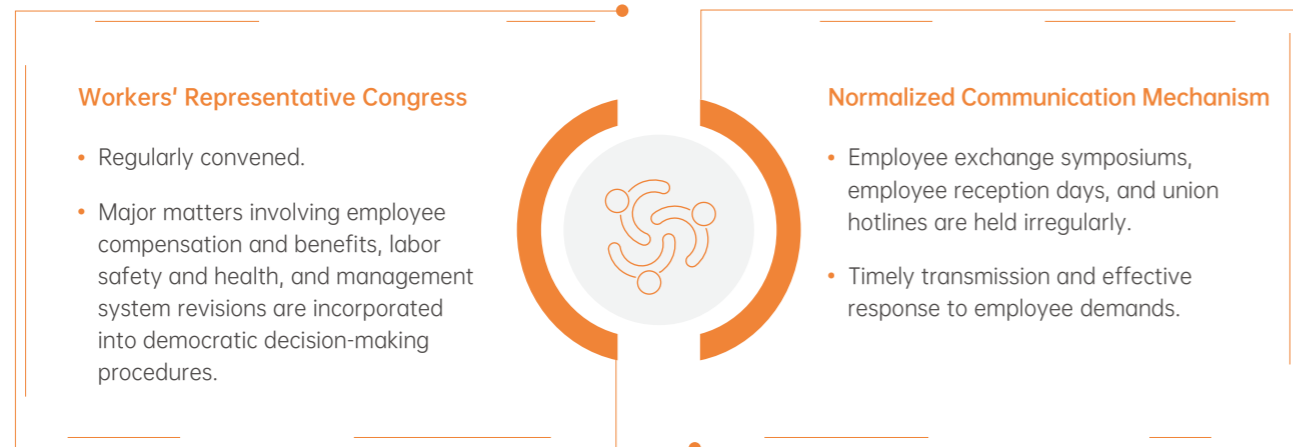 Workers' Representative Congress
• Regularly convened.
• Major matters involving employee
compensation and benefits, labor
safety and health, and management
system revisions are incorporated
into democratic decision-making
procedures.
Normalized Communication Mechanism
• Employee exchange symposiums,
employee reception days, and union
hotlines are held irregularly.
• Timely transmission and effective
response to employee demands.